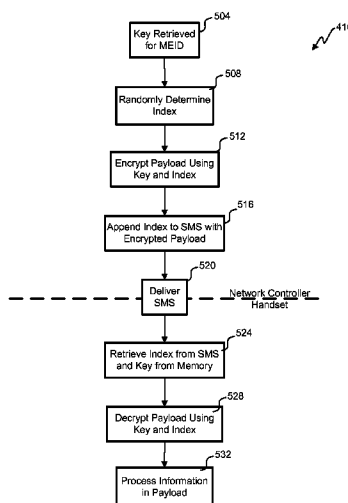 504
Key Retrieved
for MEID
508
Randomly Determine
Index
512
Encrypt Payload Using
Key and Index
516
Append Index to SMS with
Encrypted Payload
520
Deliver
SMS
Network Controller
Handset
524
Retrieve Index from SMS
and Key from Memory
528
Decrypt Payload Using
Key and Index
532
Process Information
in Payload